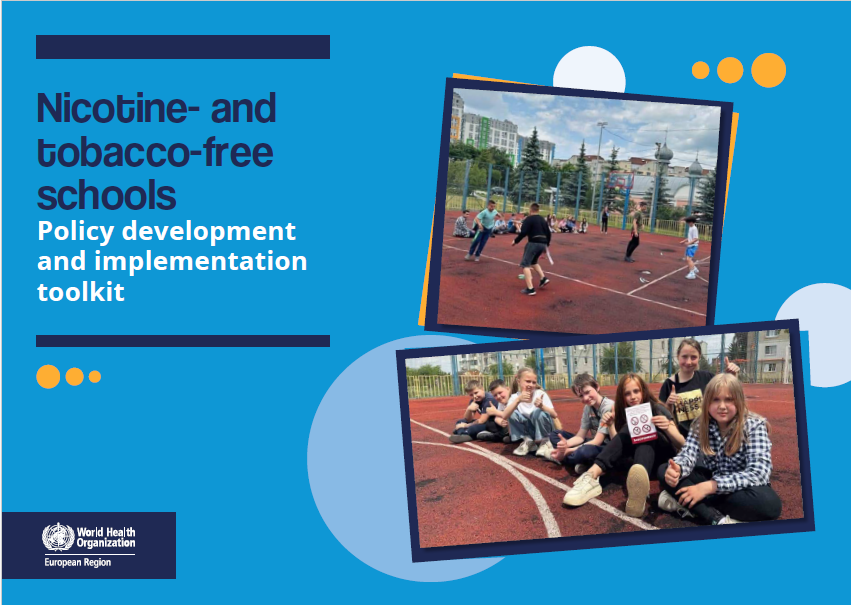 Nicotine- and
tobacco-free
schools
Policy development
and implementation
toolkit
World Health
Organization
European Region